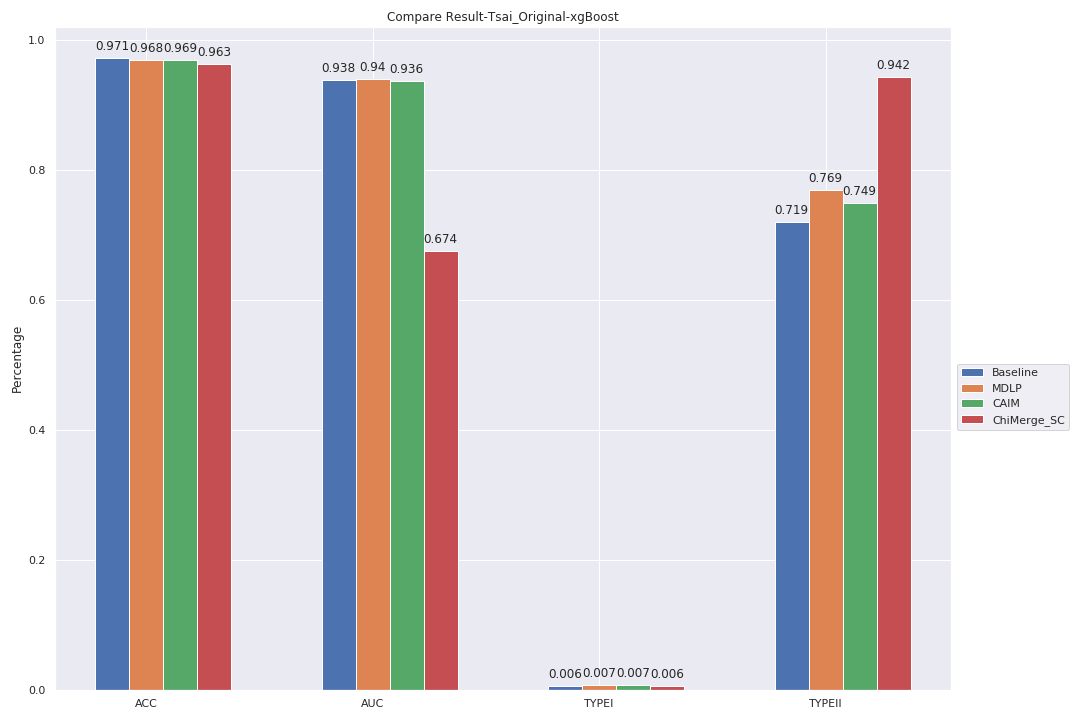 Compare Result-Tsai_Original-xgBoost
Percentage
1.0
0.8
0.6
0.4
0.2
0.0
0.971 0.968 0.969 0.963
0.938 0.94 0.936 0.674
0.006 0.007 0.007 0.006
0.719 0.769 0.749 0.942
ACC AUC TYPEI TYPEII
Baseline
MDLP
CAIM
ChiMerge_SC